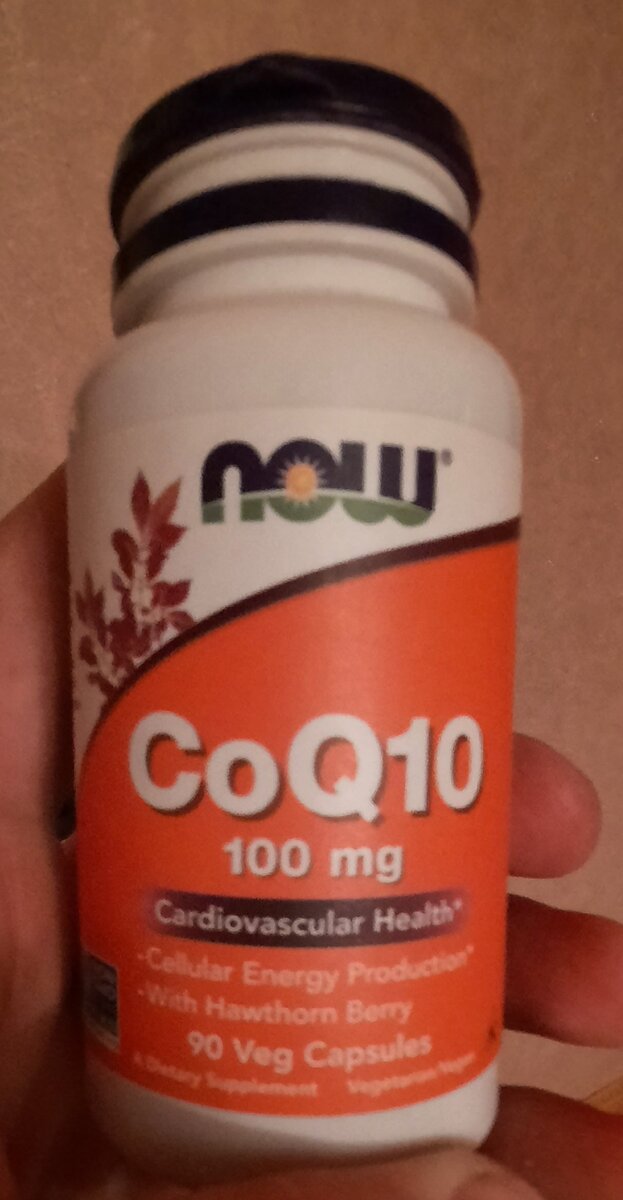 NOW®
CoQ10
100 mg
Cardiovascular Health*
-Cellular Energy Production*
-With Hawthorn Berry
90 Veg Capsules
A Dietary Supplement Vegetarian/Vegan